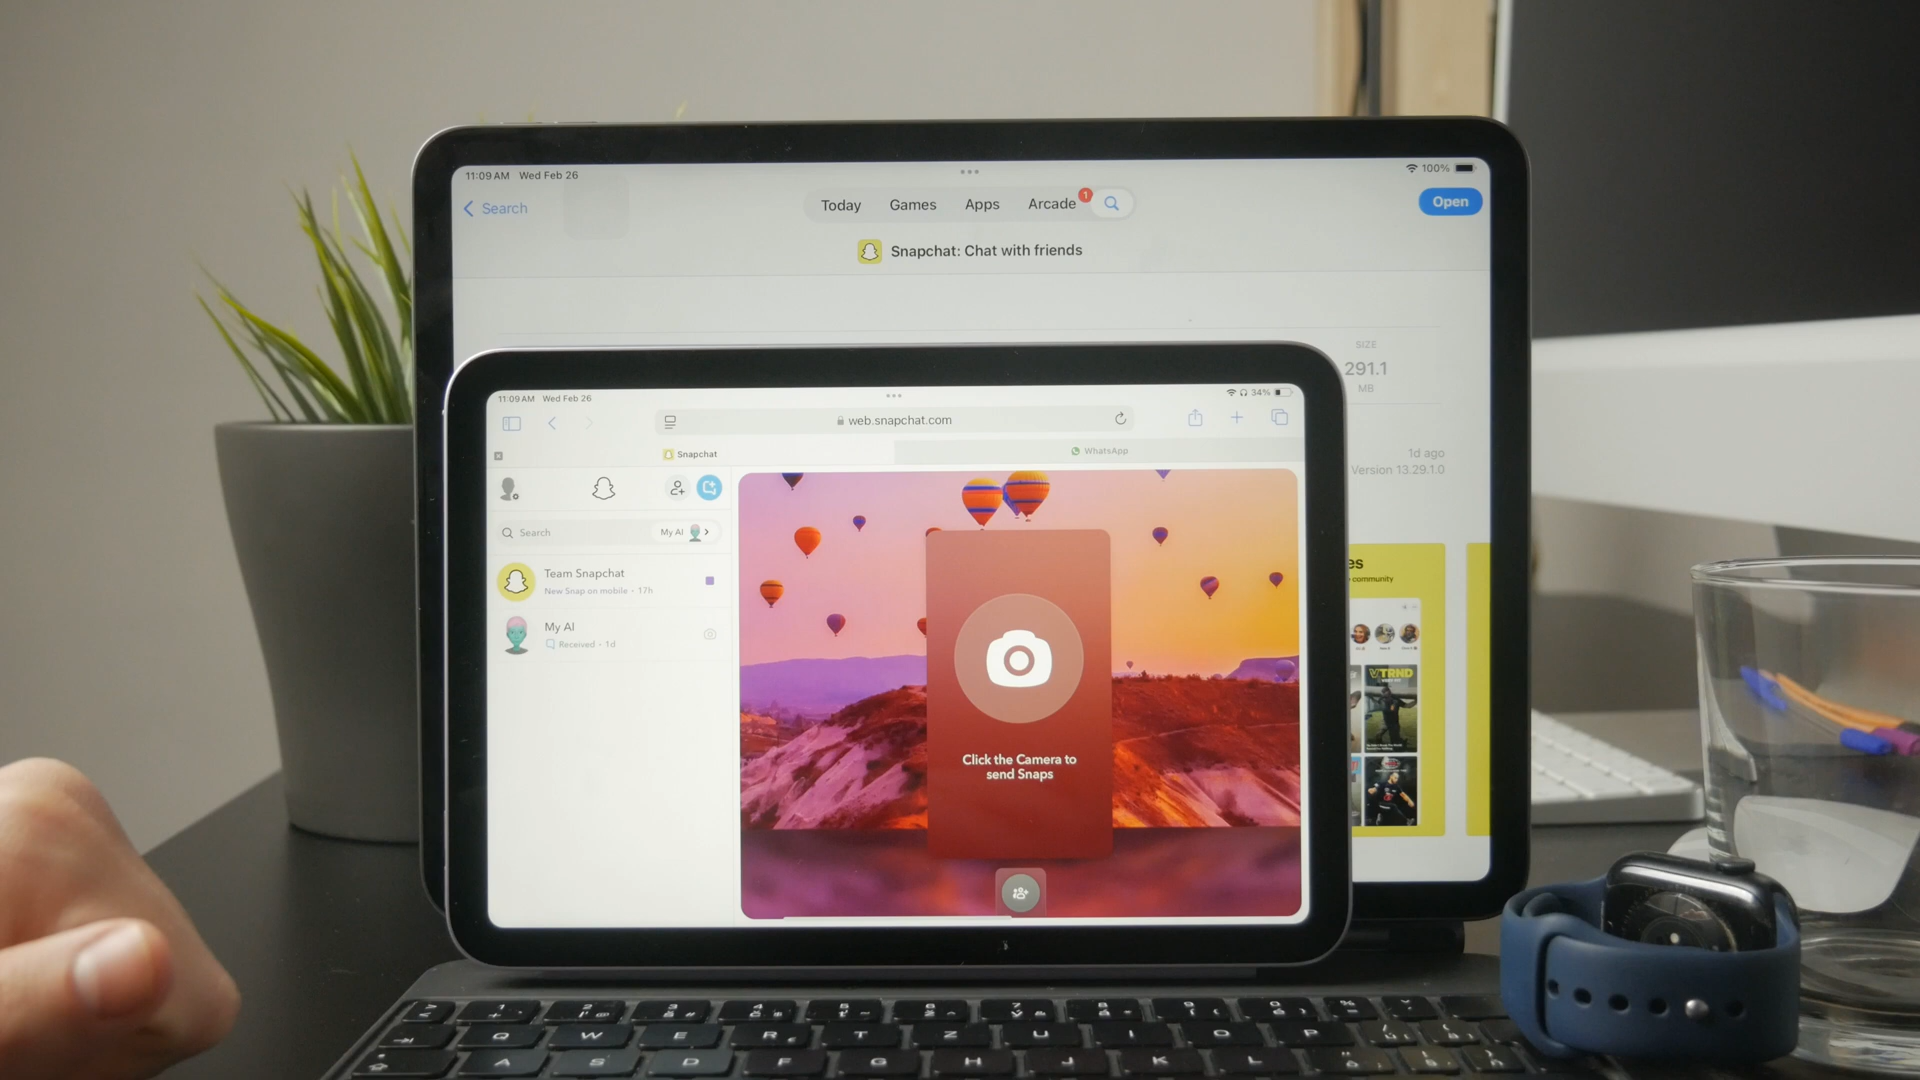 11:09 AM Wed Feb 26
100%
Search
Today Games Apps Arcade 1
Open
Snapchat: Chat with friends
SIZE
291.1
MB
1d ago
Version 13.29.1.0
es
community
VTRND
11:09 AM Wed Feb 26
34%
web.snapchat.com
Snapchat
WhatsApp
Search
My AI
Team Snapchat
New Snap on mobile · 17h
My AI
Received · 1d
Click the Camera to
send Snaps
Q W E R T Z U I O P
A S D F G H J K L